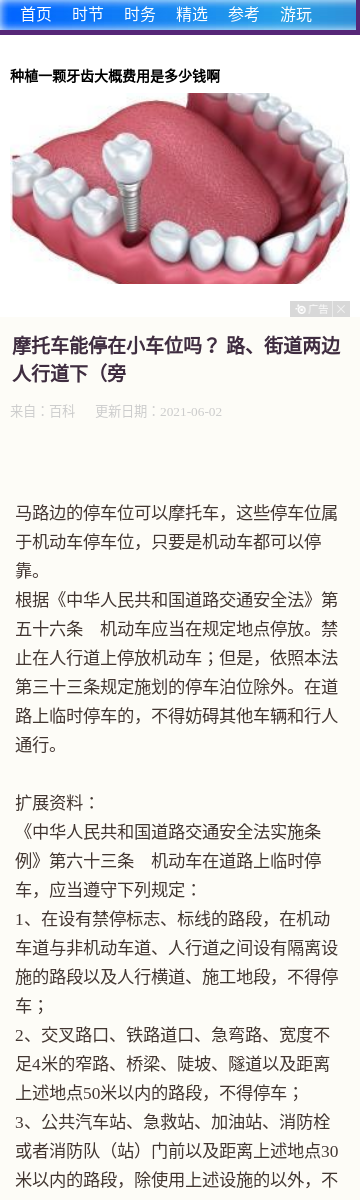 首页 时节 时务 精选 参考 游玩
种植一颗牙齿大概费用是多少钱啊
广告
摩托车能停在小车位吗？ 路、街道两边
人行道下（旁
来自：百科 更新日期：2021-06-02
马路边的停车位可以摩托车，这些停车位属
于机动车停车位，只要是机动车都可以停
靠。
根据《中华人民共和国道路交通安全法》第
五十六条　机动车应当在规定地点停放。禁
止在人行道上停放机动车；但是，依照本法
第三十三条规定施划的停车泊位除外。在道
路上临时停车的，不得妨碍其他车辆和行人
通行。
扩展资料：
《中华人民共和国道路交通安全法实施条
例》第六十三条　机动车在道路上临时停
车，应当遵守下列规定：
1、在设有禁停标志、标线的路段，在机动
车道与非机动车道、人行道之间设有隔离设
施的路段以及人行横道、施工地段，不得停
车；
2、交叉路口、铁路道口、急弯路、宽度不
足4米的窄路、桥梁、陡坡、隧道以及距离
上述地点50米以内的路段，不得停车；
3、公共汽车站、急救站、加油站、消防栓
或者消防队（站）门前以及距离上述地点30
米以内的路段，除使用上述设施的以外，不